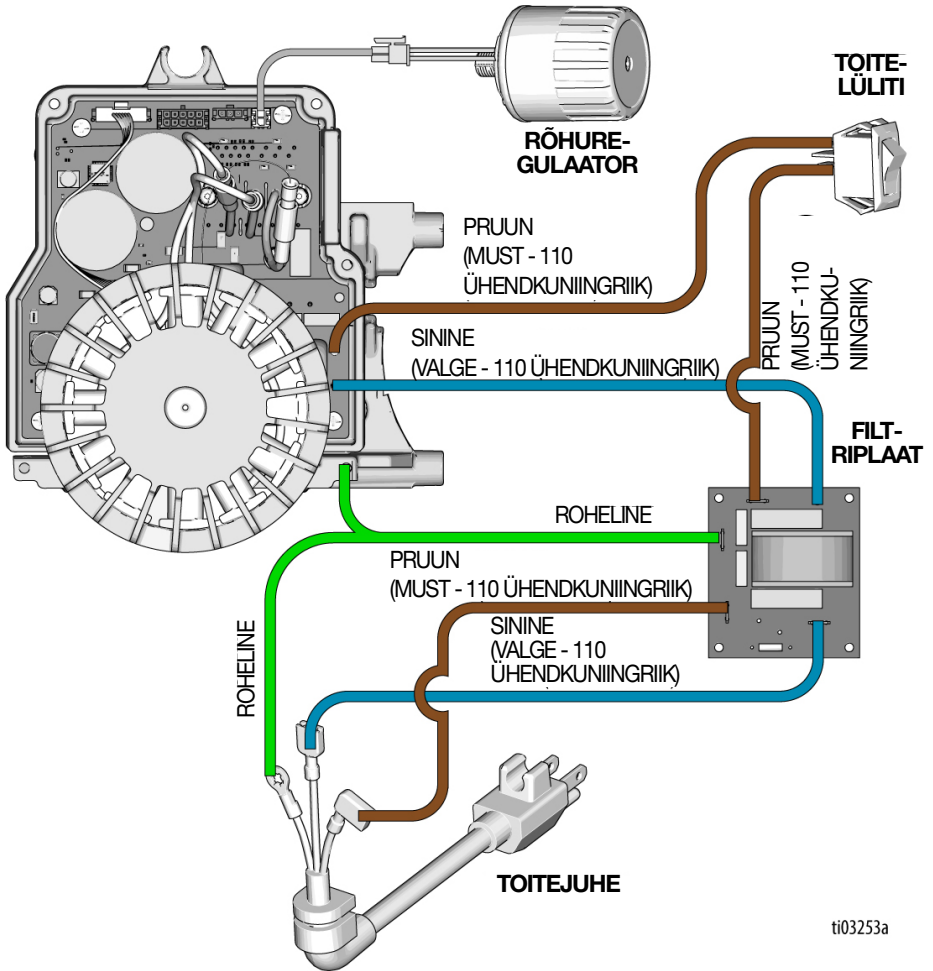 TOITE-
LÜLITI
RÕHURE-
GULAATOR
PRUUN
(MUST - 110
ÜHENDKUNIINGRIIK)
PRUUN
(MUST - 110
ÜHENDKU-
NIINGRIIK)
SININE
(VALGE - 110 ÜHENDKUNIINGRIIK)
FILT-
RIPLAAT
ROHELINE
PRUUN
(MUST - 110 ÜHENDKUNIINGRIIK)
SININE
(VALGE - 110
ÜHENDKUNIINGRIIK)
ROHELINE
TOITEJUHE
ti03253a